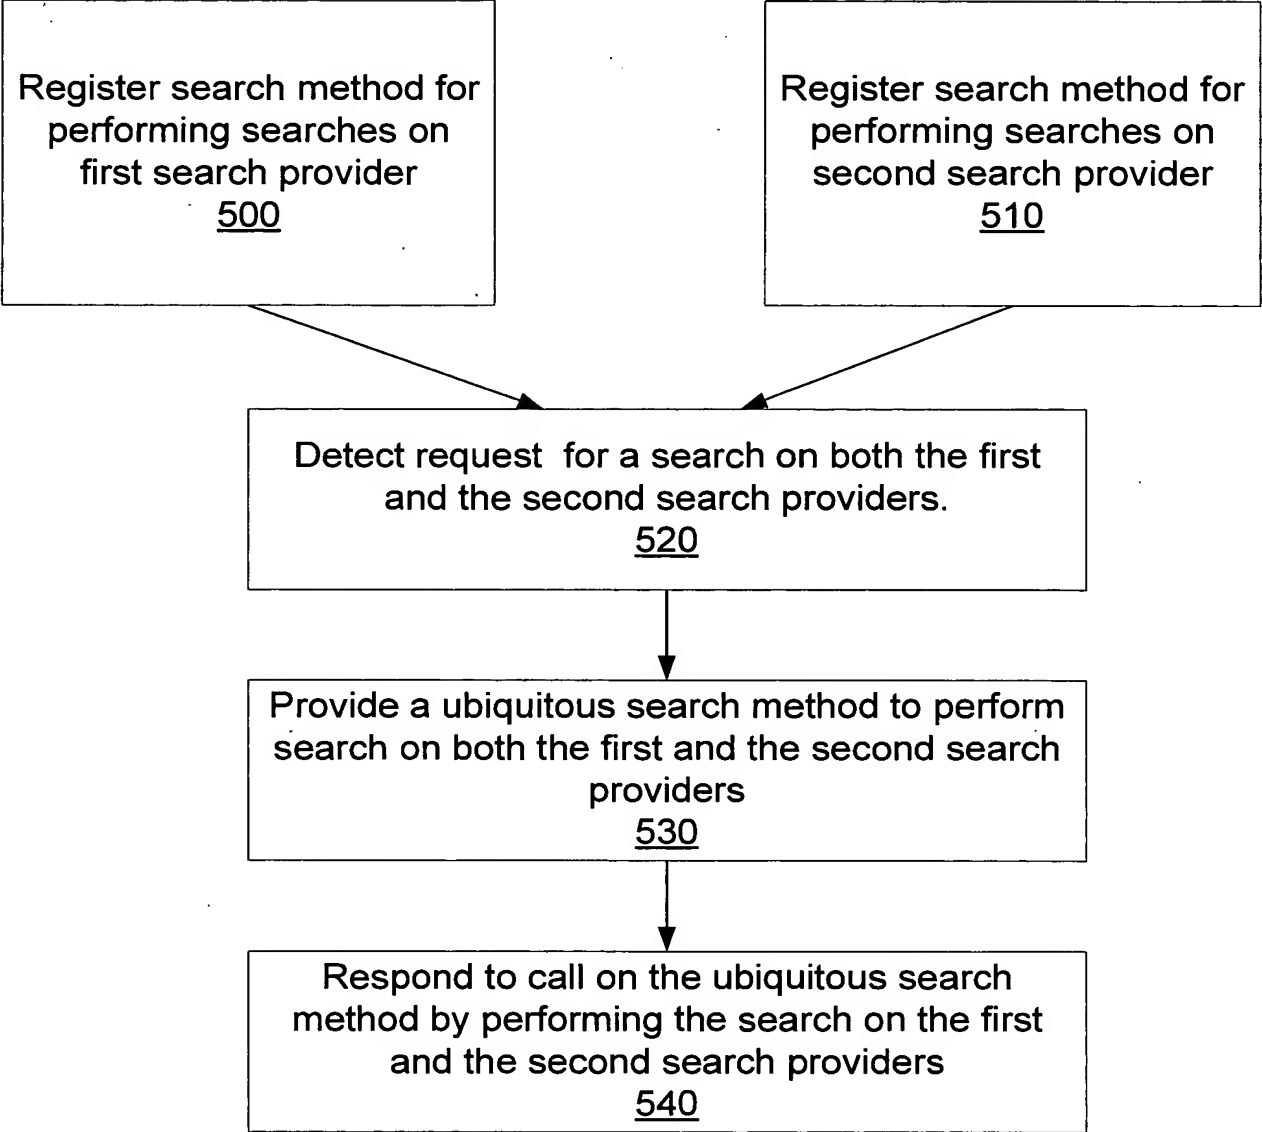 Register search method for
performing searches on
first search provider
500
Register search method for
performing searches on
second search provider
510
Detect request for a search on both the first
and the second search providers.
520
Provide a ubiquitous search method to perform
search on both the first and the second search
providers
530
Respond to call on the ubiquitous search
method by performing the search on the first
and the second search providers
540